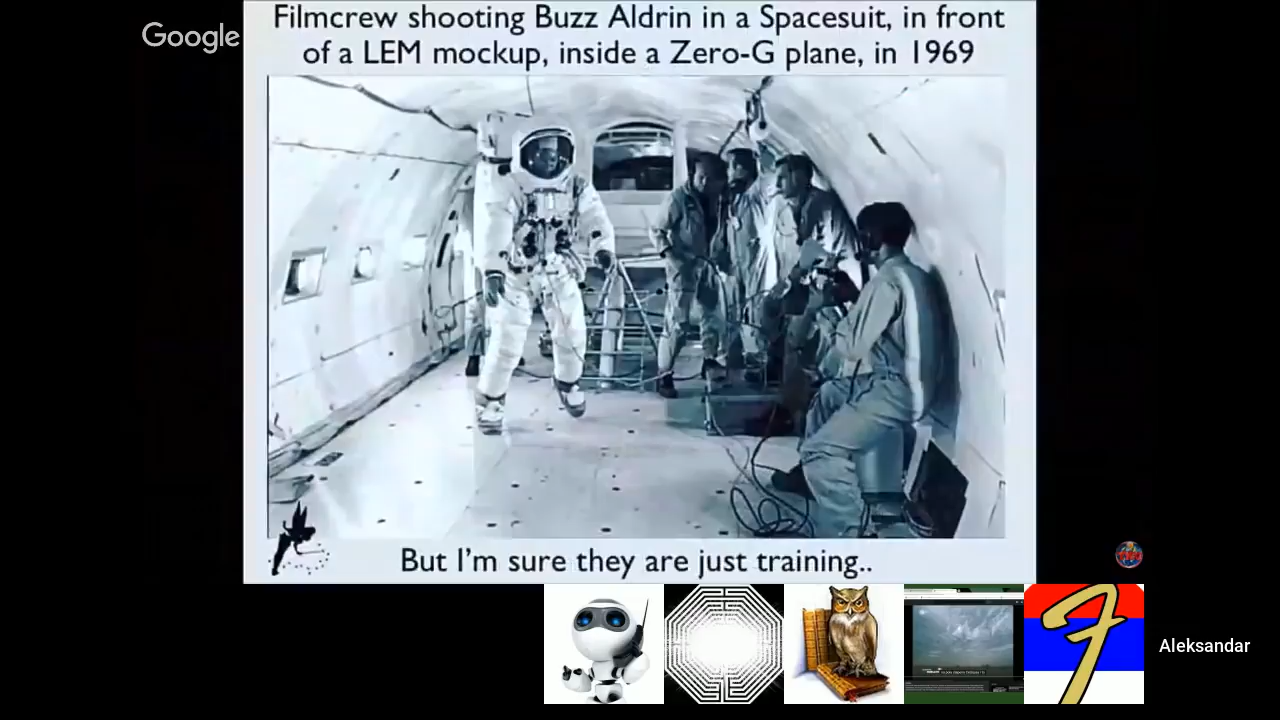 Google
Filmcrew shooting Buzz Aldrin in a Spacesuit, in front
of a LEM mockup, inside a Zero-G plane, in 1969
But I'm sure they are just training..
Aleksandar